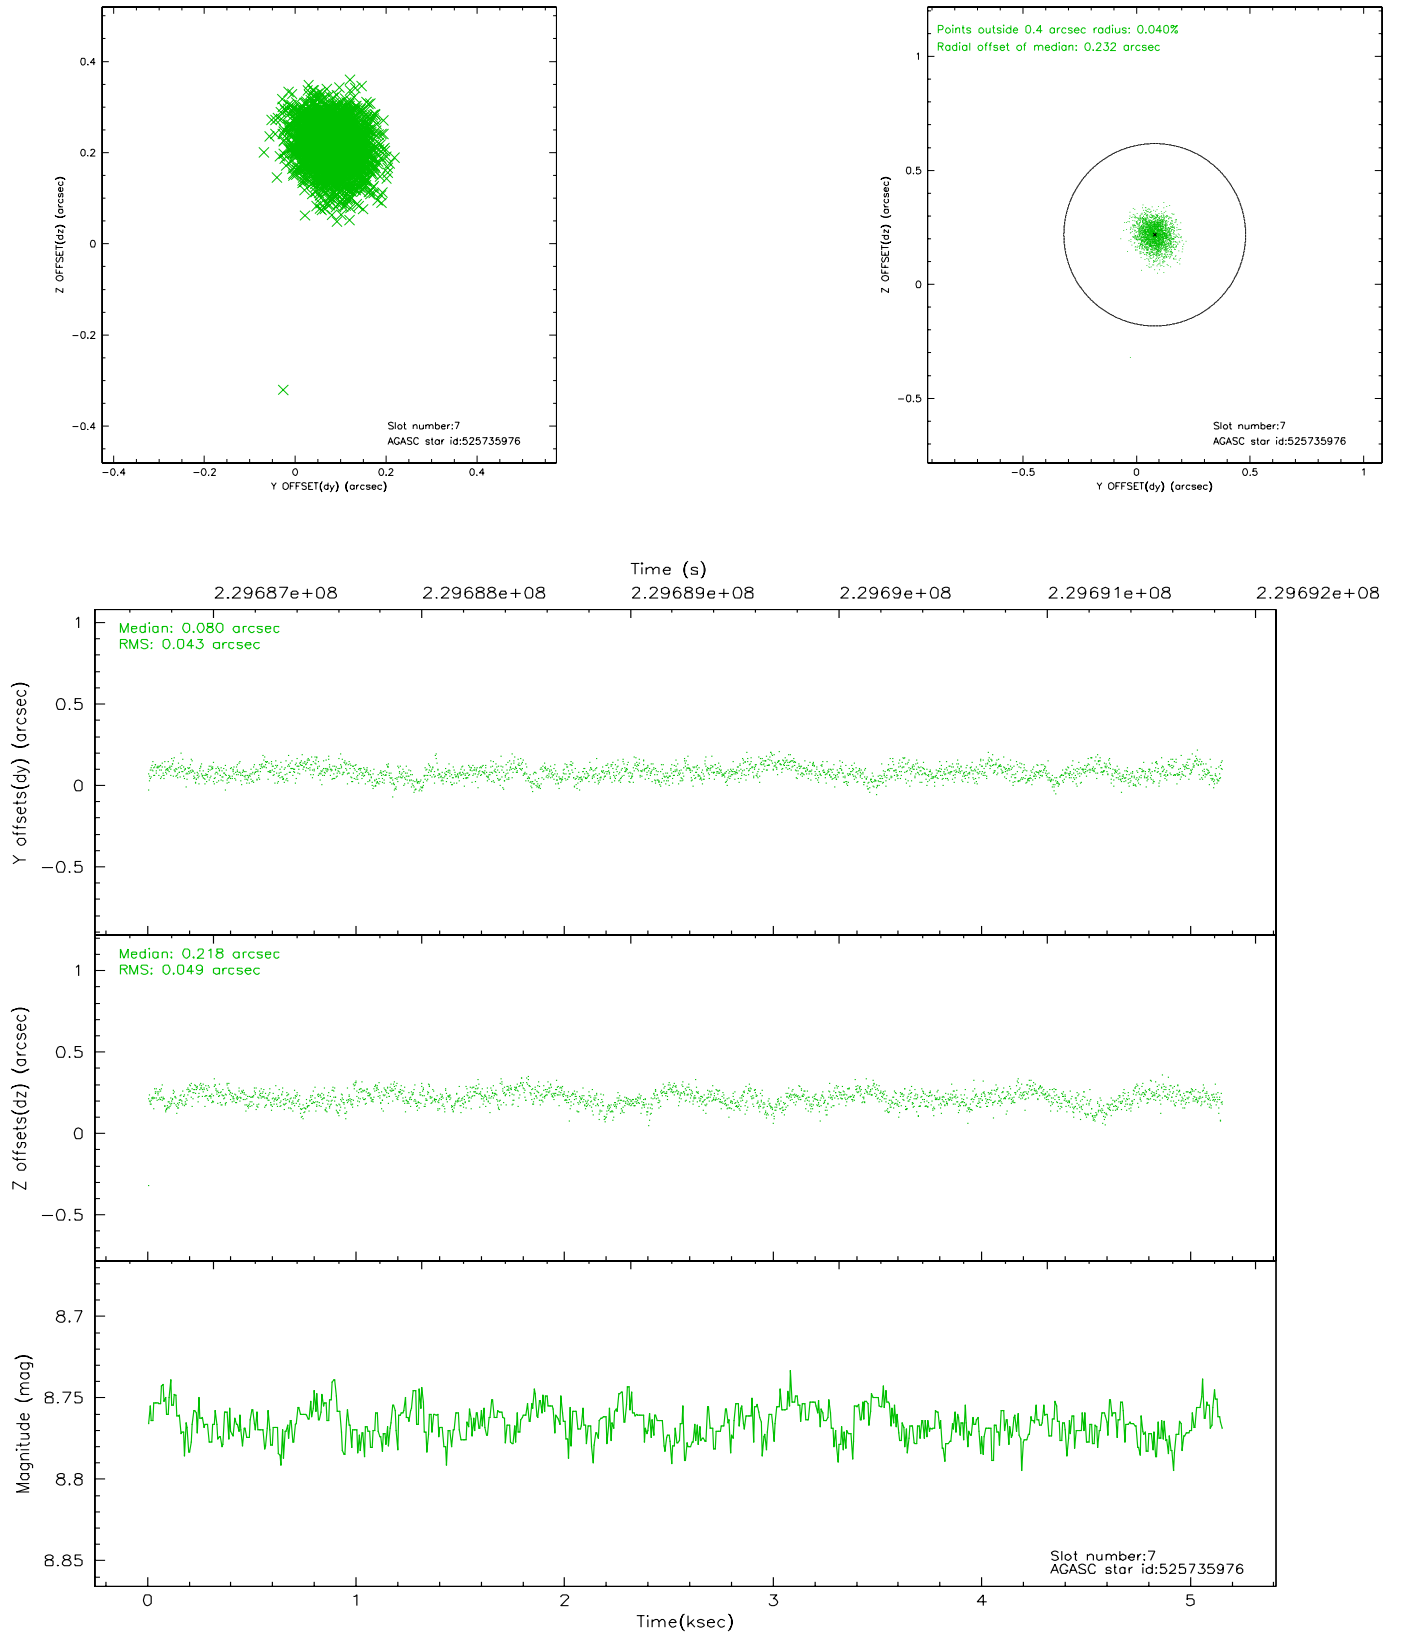 0.4
0.2
0
−0.2
−0.4
Z OFFSET(dz) (arcsec)
Slot number:7
AGASC star id:525735976
−0.4 −0.2 0 0.2 0.4
Y OFFSET(dy) (arcsec)
Points outside 0.4 arcsec radius: 0.040%
Radial offset of median: 0.232 arcsec
1
0.5
0
−0.5
Z OFFSET(dz) (arcsec)
Slot number:7
AGASC star id:525735976
−0.5 0 0.5 1
Y OFFSET(dy) (arcsec)
Time (s)
2.29687e+08 2.29688e+08 2.29689e+08 2.2969e+08 2.29691e+08 2.29692e+08
Median: 0.080 arcsec
RMS: 0.043 arcsec
1
0.5
0
−0.5
Y offsets(dy) (arcsec)
Median: 0.218 arcsec
RMS: 0.049 arcsec
1
0.5
0
−0.5
Z offsets(dz) (arcsec)
8.7
8.75
8.8
8.85
Magnitude (mag)
Slot number:7
AGASC star id:525735976
0 1 2 3 4 5
Time(ksec)